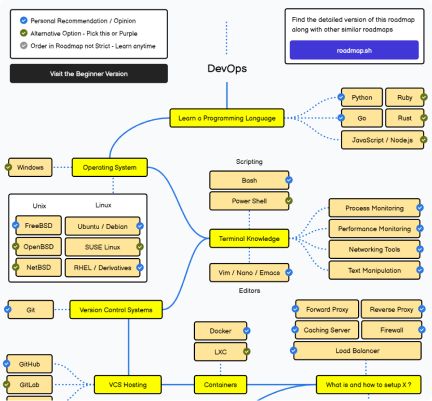 Personal Recommendation / Opinion
Alternative Option - Pick this or Purple
Order in Roadmap not Strict - Learn anytime
Visit the Beginner Version
Find the detailed version of this roadmap
along with other similar roadmaps
roadmap.sh
DevOps
Learn a Programming Language
Python
Ruby
Go
Rust
JavaScript / Node.js
Windows
Operating System
Unix
Linux
FreeBSD
Ubuntu / Debian
OpenBSD
SUSE Linux
NetBSD
RHEL / Derivatives
Scripting
Bash
Power Shell
Terminal Knowledge
Vim / Nano / Emacs
Editors
Process Monitoring
Performance Monitoring
Networking Tools
Text Manipulation
Git
Version Control Systems
Docker
LXC
Forward Proxy
Reverse Proxy
Caching Server
Firewall
Load Balancer
GitHub
GitLab
VCS Hosting
Containers
What is and how to setup X ?